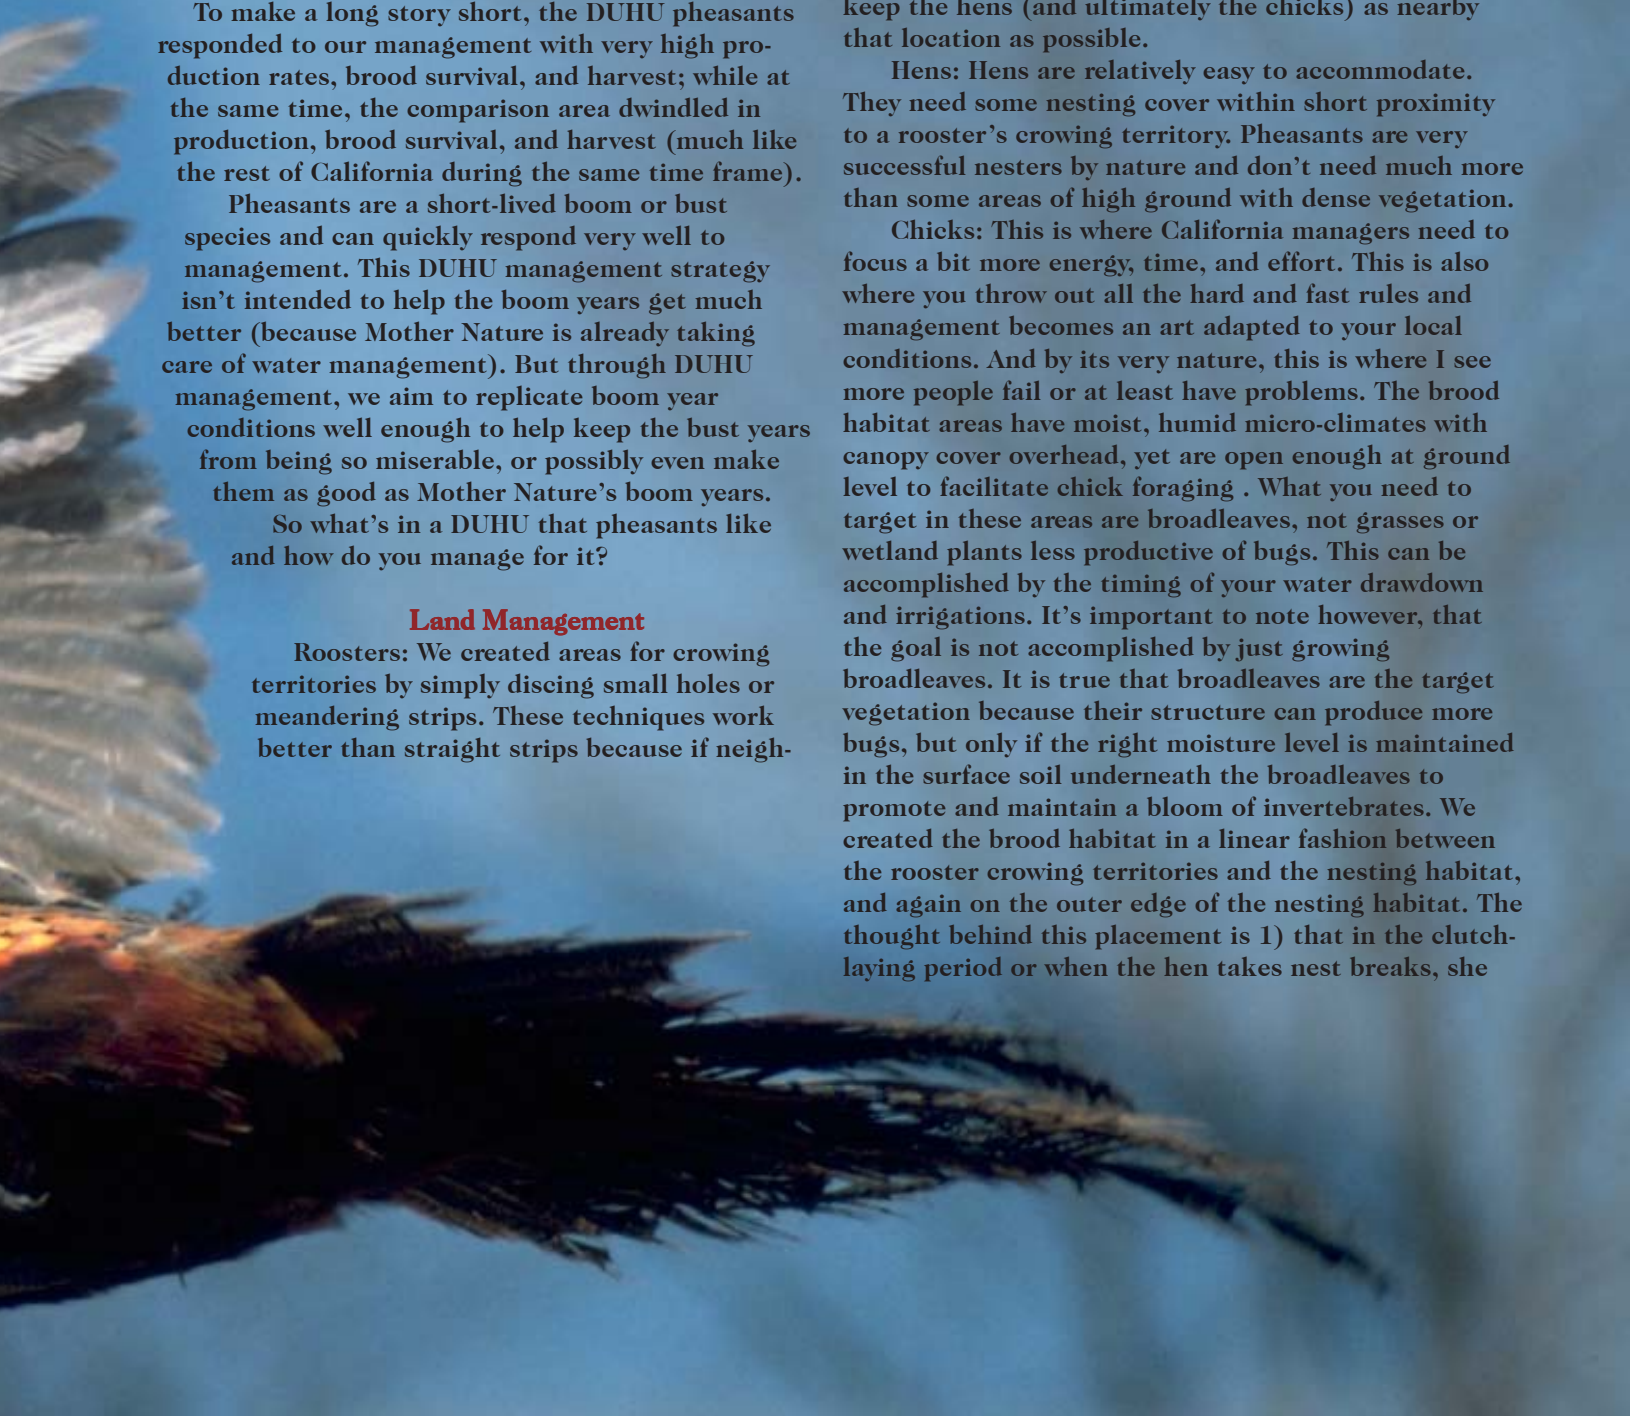 To make a long story short, the DUHU pheasants
responded to our management with very high pro-
duction rates, brood survival, and harvest; while at
the same time, the comparison area dwindled in
production, brood survival, and harvest (much like
the rest of California during the same time frame).
Pheasants are a short-lived boom or bust
species and can quickly respond very well to
management. This DUHU management strategy
isn't intended to help the boom years get much
better (because Mother Nature is already taking
care of water management). But through DUHU
management, we aim to replicate boom year
conditions well enough to help keep the bust years
from being so miserable, or possibly even make
them as good as Mother Nature's boom years.
So what's in a DUHU that pheasants like
and how do you manage for it?
Land Management
Roosters: We created areas for crowing
territories by simply discing small holes or
meandering strips. These techniques work
better than straight strips because if neigh-
keep the hens (and ultimately the chicks) as nearby
that location as possible.
Hens: Hens are relatively easy to accommodate.
They need some nesting cover within short proximity
to a rooster's crowing territory. Pheasants are very
successful nesters by nature and don't need much more
than some areas of high ground with dense vegetation.
Chicks: This is where California managers need to
focus a bit more energy, time, and effort. This is also
where you throw out all the hard and fast rules and
management becomes an art adapted to your local
conditions. And by its very nature, this is where I see
more people fail or at least have problems. The brood
habitat areas have moist, humid micro-climates with
canopy cover overhead, yet are open enough at ground
level to facilitate chick foraging . What you need to
target in these areas are broadleaves, not grasses or
wetland plants less productive of bugs. This can be
accomplished by the timing of your water drawdown
and irrigations. It's important to note however, that
the goal is not accomplished by just growing
broadleaves. It is true that broadleaves are the target
vegetation because their structure can produce more
bugs, but only if the right moisture level is maintained
in the surface soil underneath the broadleaves to
promote and maintain a bloom of invertebrates. We
created the brood habitat in a linear fashion between
the rooster crowing territories and the nesting habitat,
and again on the outer edge of the nesting habitat. The
thought behind this placement is 1) that in the clutch-
laying period or when the hen takes nest breaks, she